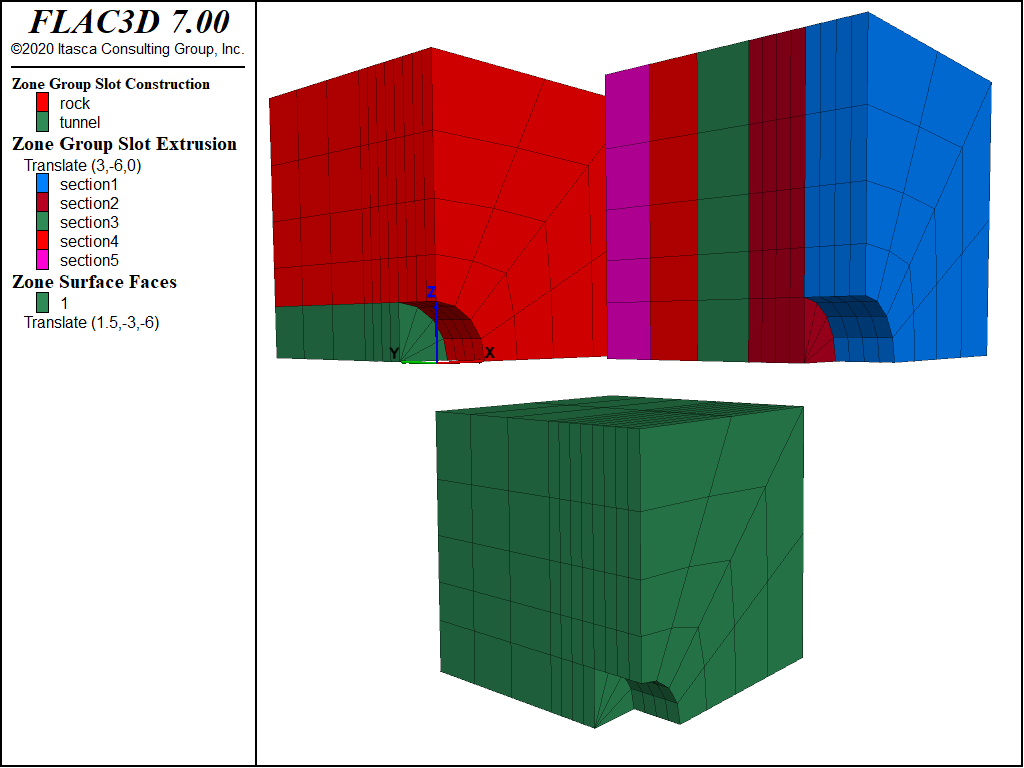 FLAC3D 7.00
©2020 Itasca Consulting Group, Inc.
Zone Group Slot Construction
rock
tunnel
Zone Group Slot Extrusion
Translate (3,-6,0)
section1
section2
section3
section4
section5
Zone Surface Faces
1
Translate (1.5,-3,-6)
Z
Y
X